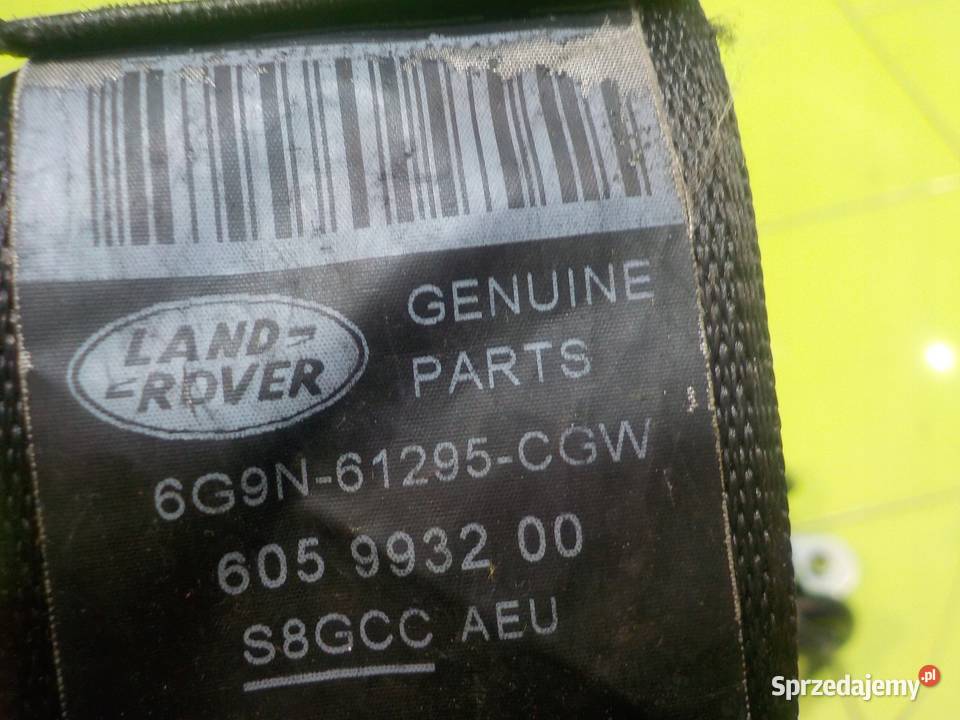 LAND
ROVER
GENUINE
PARTS
6G9N-61295-CGW
605 9932 00
S8GCC AEU
Sprzedajemy.pl